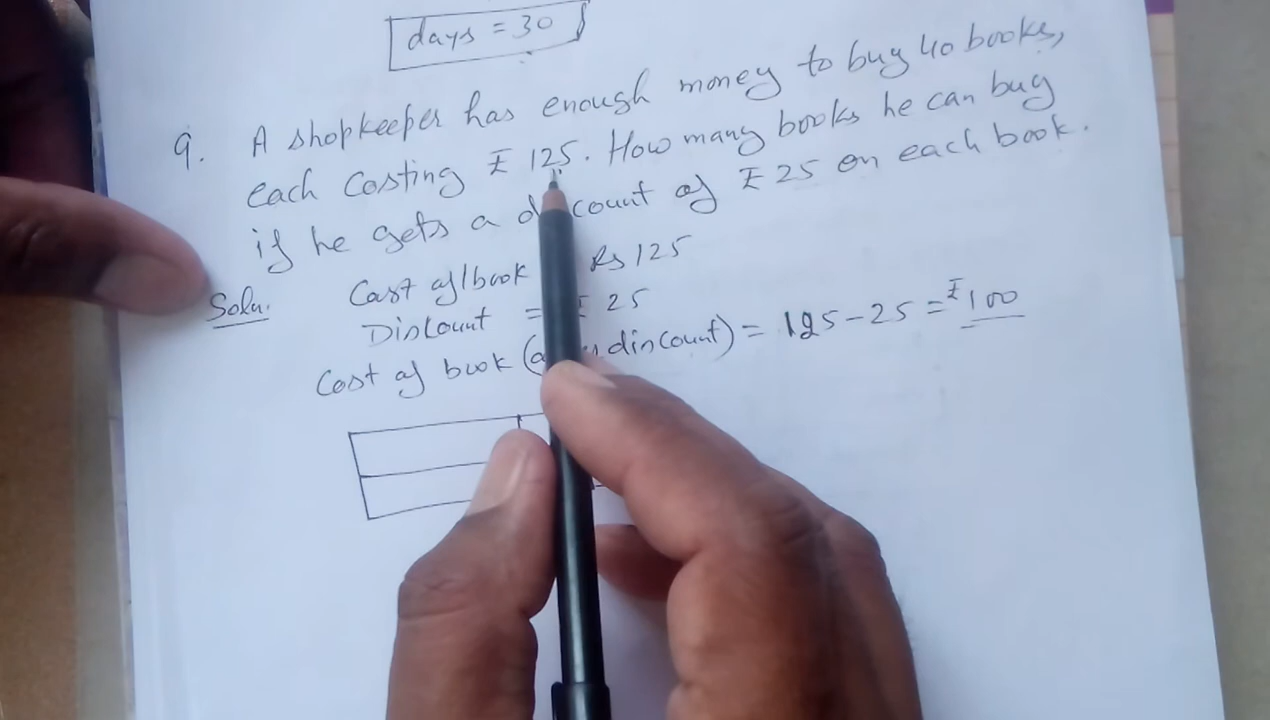 days = 30
9. A shopkeeper has enough money to buy 40 books,
each costing ₹ 125. How many books he can buy
if he gets a count of ₹ 25 on each book.
Soln. Cost of 1 book Rs 125
Discount = ₹ 25
Cost of book ( discount) = 125 - 25 = ₹100